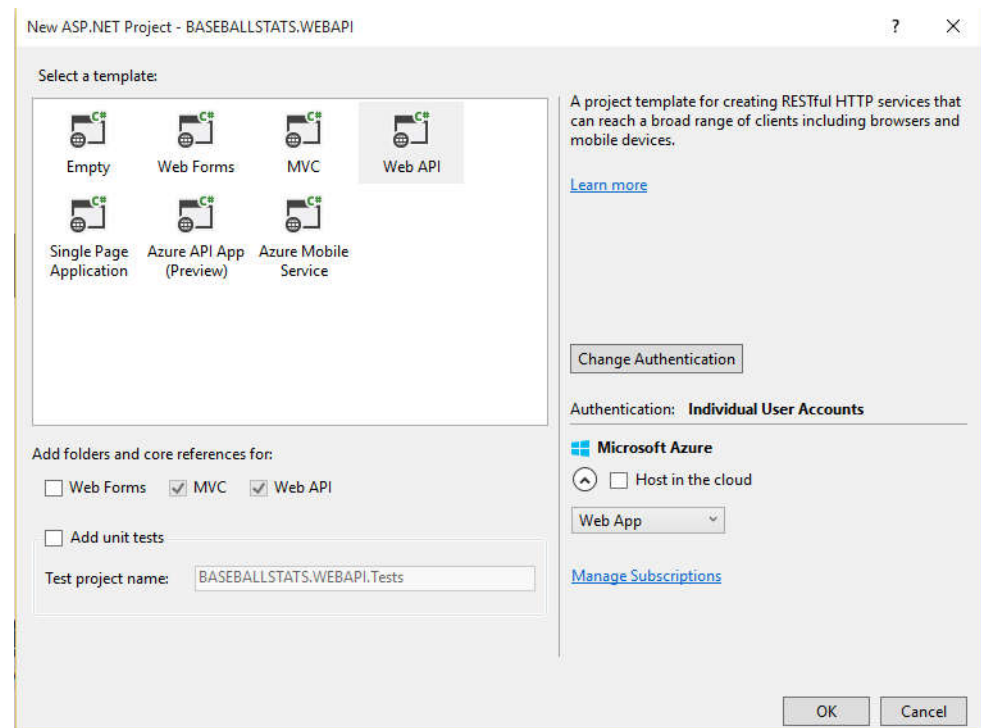 New ASP.NET Project - BASEBALLSTATS.WEBAPI
?
Select a template:
C#
C#
C#
C#
Empty
Web Forms
MVC
Web API
C#
C#
C#
Single Page
Application
Azure API App
(Preview)
Azure Mobile
Service
A project template for creating RESTful HTTP services that
can reach a broad range of clients including browsers and
mobile devices.
Learn more
Change Authentication
Authentication: Individual User Accounts
Microsoft Azure
Host in the cloud
Web App
Manage Subscriptions
Add folders and core references for:
Web Forms
MVC
Web API
Add unit tests
Test project name: BASEBALLSTATS.WEBAPI.Tests
OK
Cancel